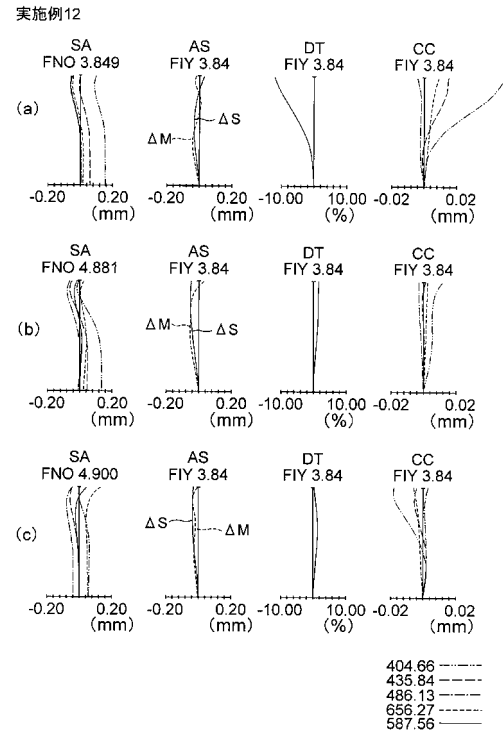 実施例12
SA AS DT CC
FNO 3.849 FIY 3.84 FIY 3.84 FIY 3.84
(a)
ΔS
ΔM
-0.20 0.20 -0.20 0.20 -10.00 10.00 -0.02 0.02
(mm) (mm) (%) (mm)
SA AS DT CC
FNO 4.881 FIY 3.84 FIY 3.84 FIY 3.84
(b)
ΔM ΔS
-0.20 0.20 -0.20 0.20 -10.00 10.00 -0.02 0.02
(mm) (mm) (%) (mm)
SA AS DT CC
FNO 4.900 FIY 3.84 FIY 3.84 FIY 3.84
(c)
ΔS ΔM
-0.20 0.20 -0.20 0.20 -10.00 10.00 -0.02 0.02
(mm) (mm) (%) (mm)
404.66
435.84
486.13
656.27
587.56